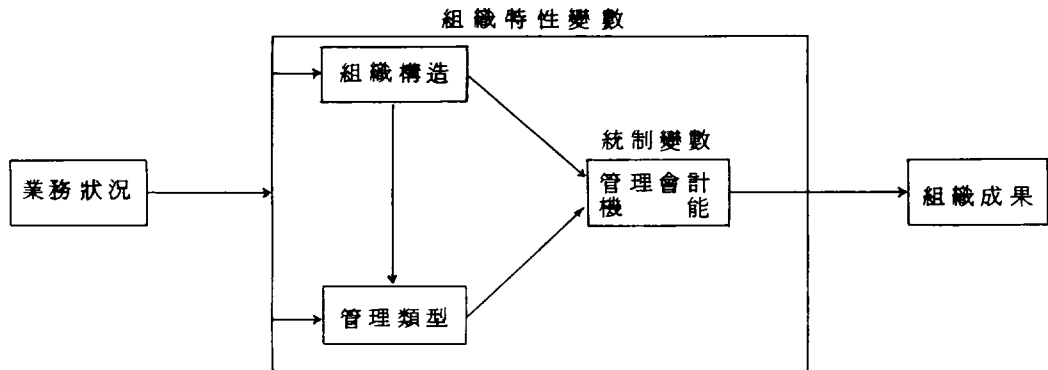 組織特性變數
組織構造
統制變數
業務狀況
管理會計
機能
組織成果
管理類型